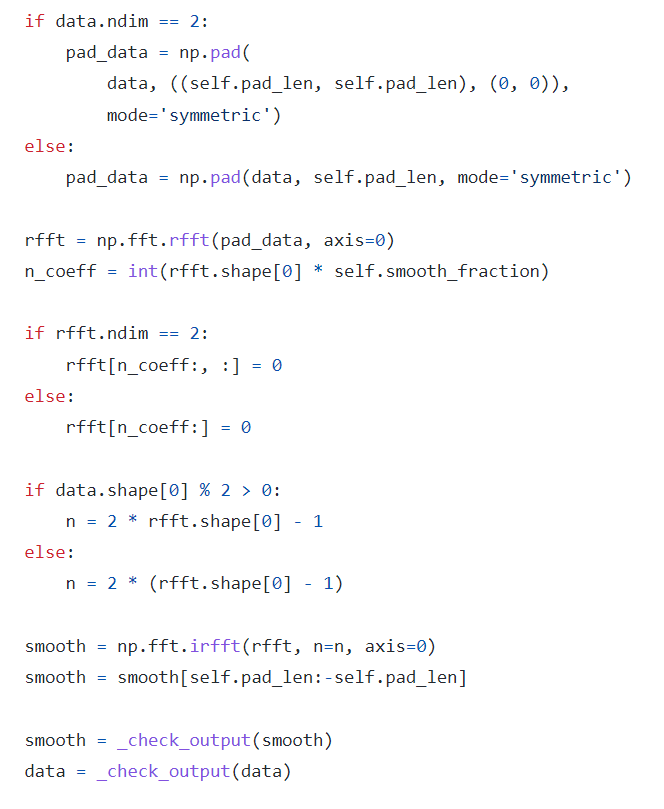 if data.ndim == 2:
    pad_data = np.pad(
        data, ((self.pad_len, self.pad_len), (0, 0)),
        mode='symmetric')
else:
    pad_data = np.pad(data, self.pad_len, mode='symmetric')

rfft = np.fft.rfft(pad_data, axis=0)
n_coeff = int(rfft.shape[0] * self.smooth_fraction)

if rfft.ndim == 2:
    rfft[n_coeff:, :] = 0
else:
    rfft[n_coeff:] = 0

if data.shape[0] % 2 > 0:
    n = 2 * rfft.shape[0] - 1
else:
    n = 2 * (rfft.shape[0] - 1)

smooth = np.fft.irfft(rfft, n=n, axis=0)
smooth = smooth[self.pad_len:-self.pad_len]

smooth = _check_output(smooth)
data = _check_output(data)